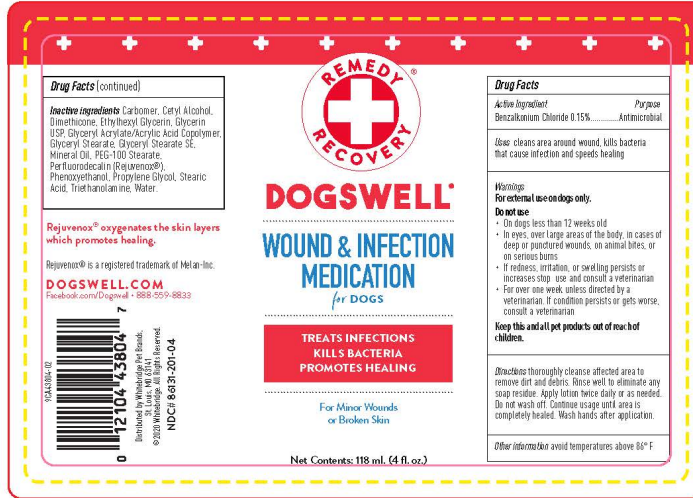 Drug Facts (continued)
Inactive ingredients Carbomer, Cetyl Alcohol,
Dimethicone, Ethylhexyl Glycerin, Glycerin
USP, Glyceryl Acrylate/Acrylic Acid Copolymer,
Glyceryl Stearate, Glyceryl Stearate SE,
Mineral Oil, PEG-100 Stearate,
Perfluorodecalin (Rejuvenox®),
Phenoxyethanol, Propylene Glycol, Stearic
Acid, Triethanolamine, Water.
Rejuvenox® oxygenates the skin layers
which promotes healing.
Rejuvenox® is a registered trademark of Melan-Inc.
DOGSWELL.COM
Facebook.com/Dogswell • 888-559-8833
9CA43804-02
0 12104 43804 7
Distributed by Whitebridge Pet Brands,
St. Louis, MO 63141
© 2020 Whitebridge. All Rights Reserved.
NDC# 86131-201-04
REMEDY
RECOVERY®
DOGSWELL®
WOUND & INFECTION
MEDICATION
for DOGS
TREATS INFECTIONS
KILLS BACTERIA
PROMOTES HEALING
For Minor Wounds
or Broken Skin
Net Contents: 118 ml. (4 fl. oz.)
Drug Facts
Active Ingredient Purpose
Benzalkonium Chloride 0.15%.............Antimicrobial
Uses cleans area around wound, kills bacteria
that cause infection and speeds healing
Warnings
For external use on dogs only.
Do not use
• On dogs less than 12 weeks old
• In eyes, over large areas of the body, in cases of
deep or punctured wounds, on animal bites, or
on serious burns
• If redness, irritation, or swelling persists or
increases stop use and consult a veterinarian
• For over one week unless directed by a
veterinarian. If condition persists or gets worse,
consult a veterinarian
Keep this and all pet products out of reach of
children.
Directions thoroughly cleanse affected area to
remove dirt and debris. Rinse well to eliminate any
soap residue. Apply lotion twice daily or as needed.
Do not wash off. Continue usage until area is
completely healed. Wash hands after application.
Other information avoid temperatures above 86° F